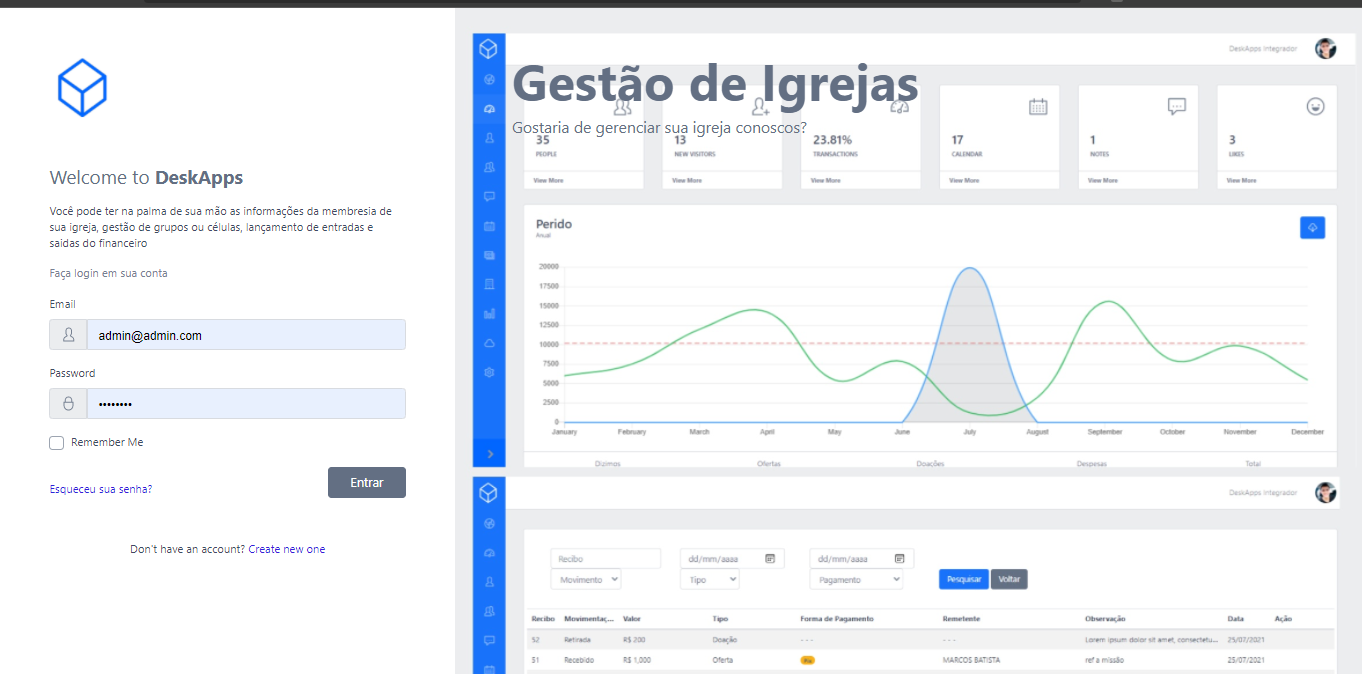 Welcome to DeskApps
Você pode ter na palma de sua mão as informações da membresia de
sua igreja, gestão de grupos ou células, lançamento de entradas e
saidas do financeiro
Faça login em sua conta
Email
admin@admin.com
Password
••••••••
Remember Me
Esqueceu sua senha?
Entrar
Don't have an account? Create new one
DeskApps Integrador
Gestão de Igrejas
Gostaria de gerenciar sua igreja conoscos?
35
PEOPLE
View More
13
NEW VISITORS
View More
23.81%
TRANSACTIONS
View More
17
CALENDAR
View More
1
NOTES
View More
3
LIKES
View More
Perido
Anual
20000
17500
15000
12500
10000
7500
5000
2500
0
January February March April May June July August September October November December
Dizimos Ofertas Doações Despesas Total
DeskApps Integrador
Recibo dd/mm/aaaa dd/mm/aaaa
Movimento Tipo Pagamento Pesquisar Voltar
Recibo Movimentaç... Valor Tipo Forma de Pagamento Remetente Observação Data Ação
52 Retirada R$ 200 Doação - - - - - - Lorem ipsum dolor sit amet, consectetu... 25/07/2021
51 Recebido R$ 1,000 Oferta MARCOS BATISTA ref a missão 25/07/2021